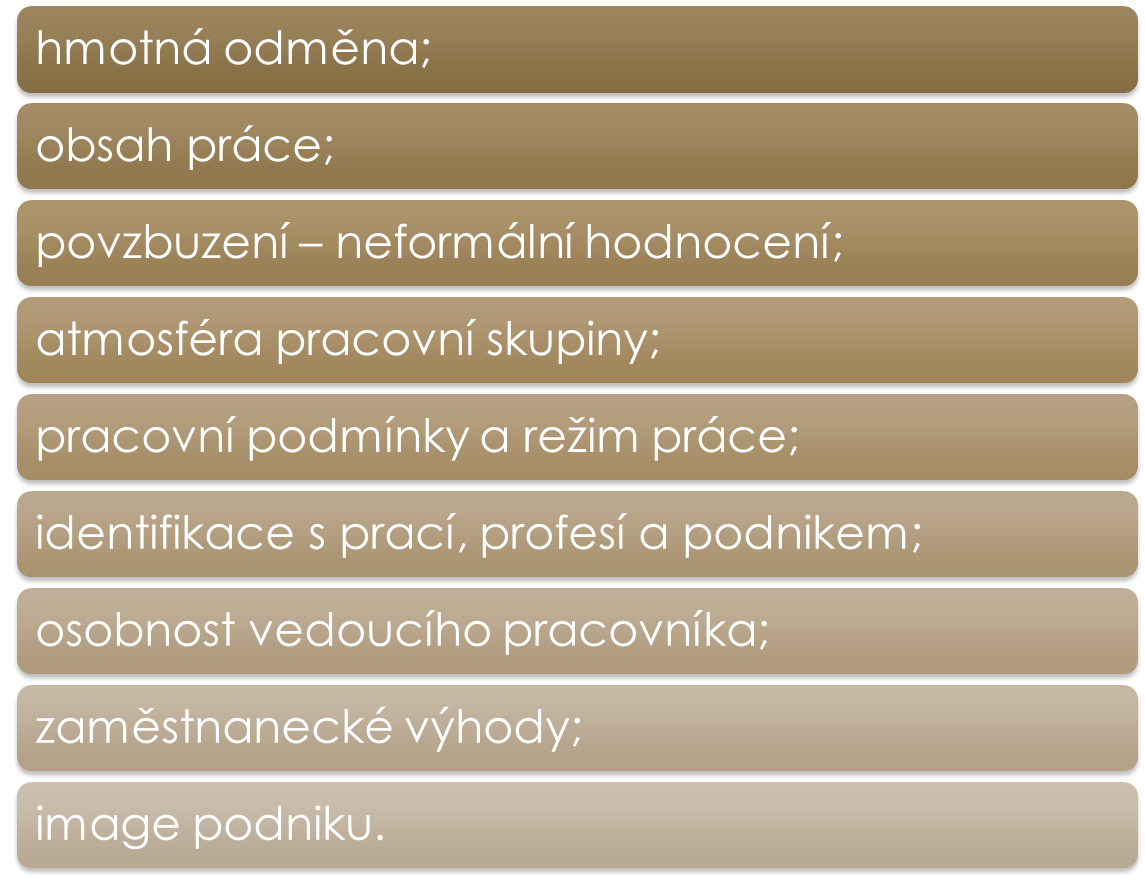 hmotná odměna;
obsah práce;
povzbuzení – neformální hodnocení;
atmosféra pracovní skupiny;
pracovní podmínky a režim práce;
identifikace s prací, profesí a podnikem;
osobnost vedoucího pracovníka;
zaměstnanecké výhody;
image podniku.